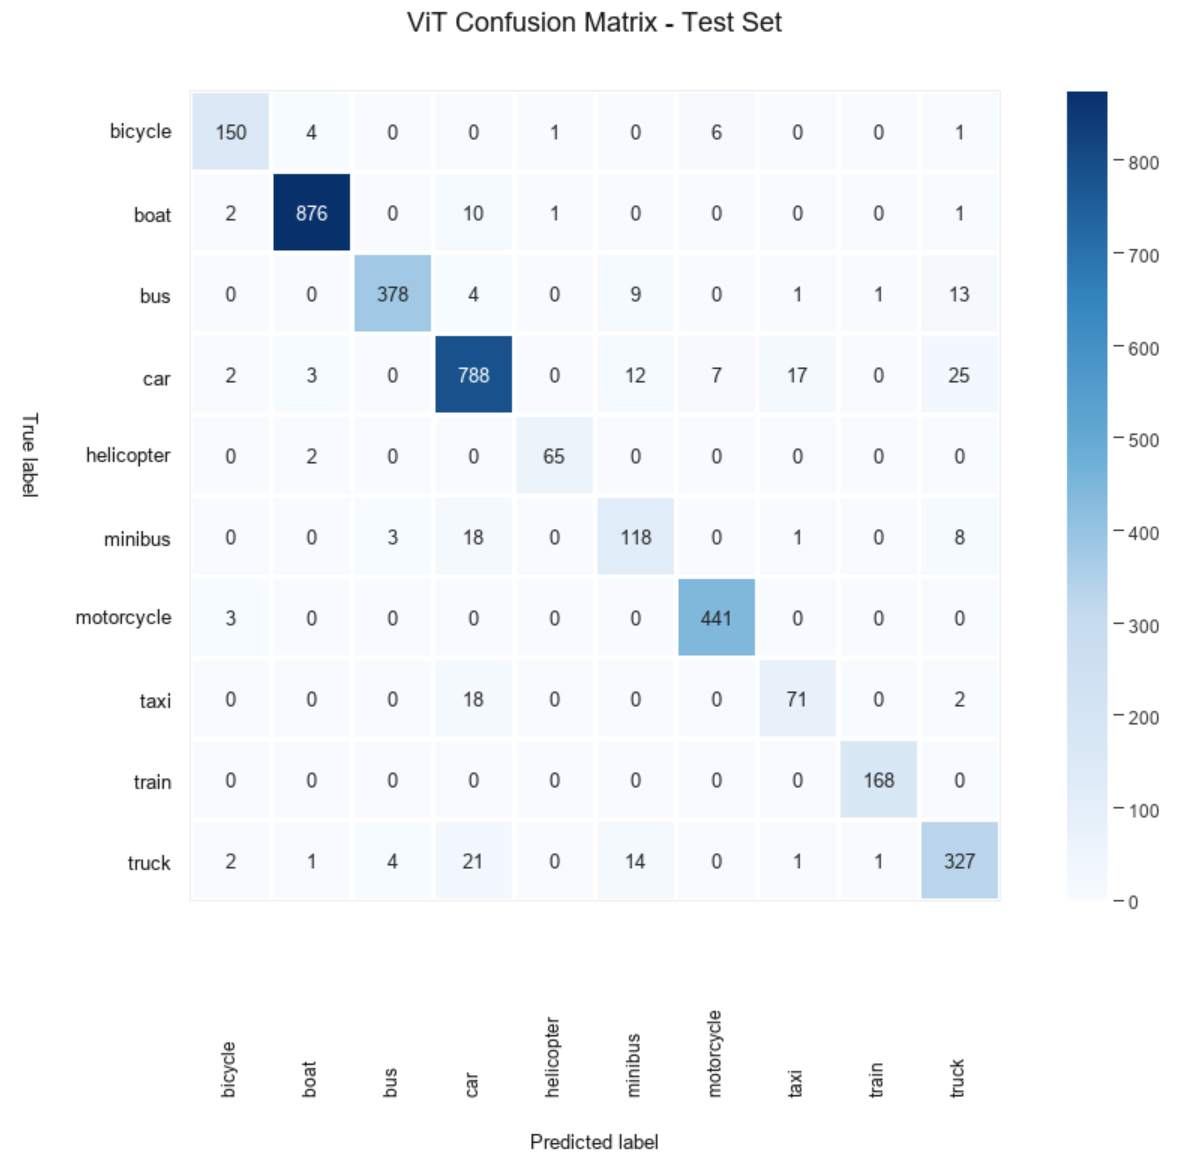 ViT Confusion Matrix - Test Set
bicycle 150 4 0 0 1 0 6 0 0 1
boat 2 876 0 10 1 0 0 0 0 1
bus 0 0 378 4 0 9 0 1 1 13
car 2 3 0 788 0 12 7 17 0 25
helicopter 0 2 0 0 65 0 0 0 0 0
minibus 0 0 3 18 0 118 0 1 0 8
motorcycle 3 0 0 0 0 0 441 0 0 0
taxi 0 0 0 18 0 0 0 71 0 2
train 0 0 0 0 0 0 0 0 168 0
truck 2 1 4 21 0 14 0 1 1 327
True label
800
700
600
500
400
300
200
100
0
bicycle boat bus car helicopter minibus motorcycle taxi train truck
Predicted label